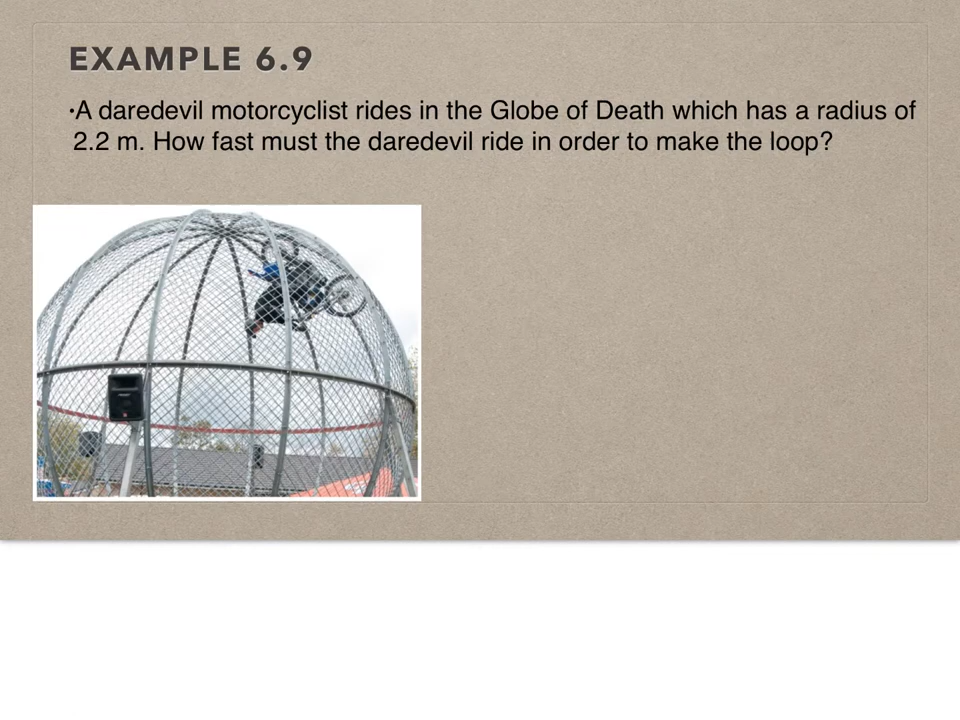 EXAMPLE 6.9
•A daredevil motorcyclist rides in the Globe of Death which has a radius of
2.2 m. How fast must the daredevil ride in order to make the loop?